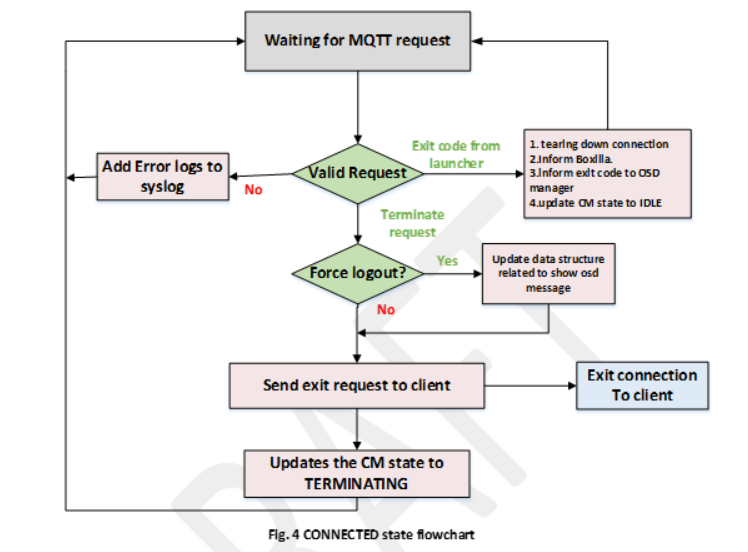 Waiting for MQTT request
Exit code from
launcher
1. tearing down connection
2.Inform Boxilla.
3.Inform exit code to OSD
manager
4.update CM state to IDLE
Valid Request
Add Error logs to
syslog
No
Terminate
request
Force logout?
Yes
Update data structure
related to show osd
message
No
Send exit request to client
Exit connection
To client
Updates the CM state to
TERMINATING
Fig. 4 CONNECTED state flowchart